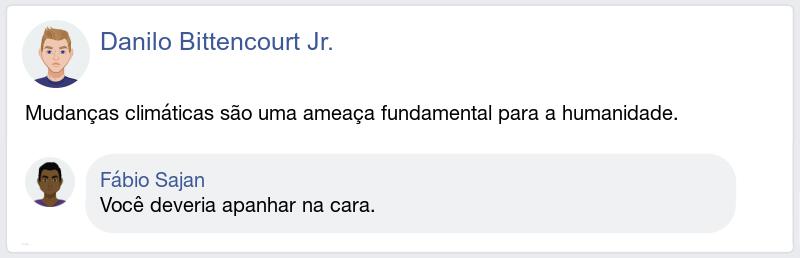 Danilo Bittencourt Jr.
Mudanças climáticas são uma ameaça fundamental para a humanidade.
Fábio Sajan
Você deveria apanhar na cara.